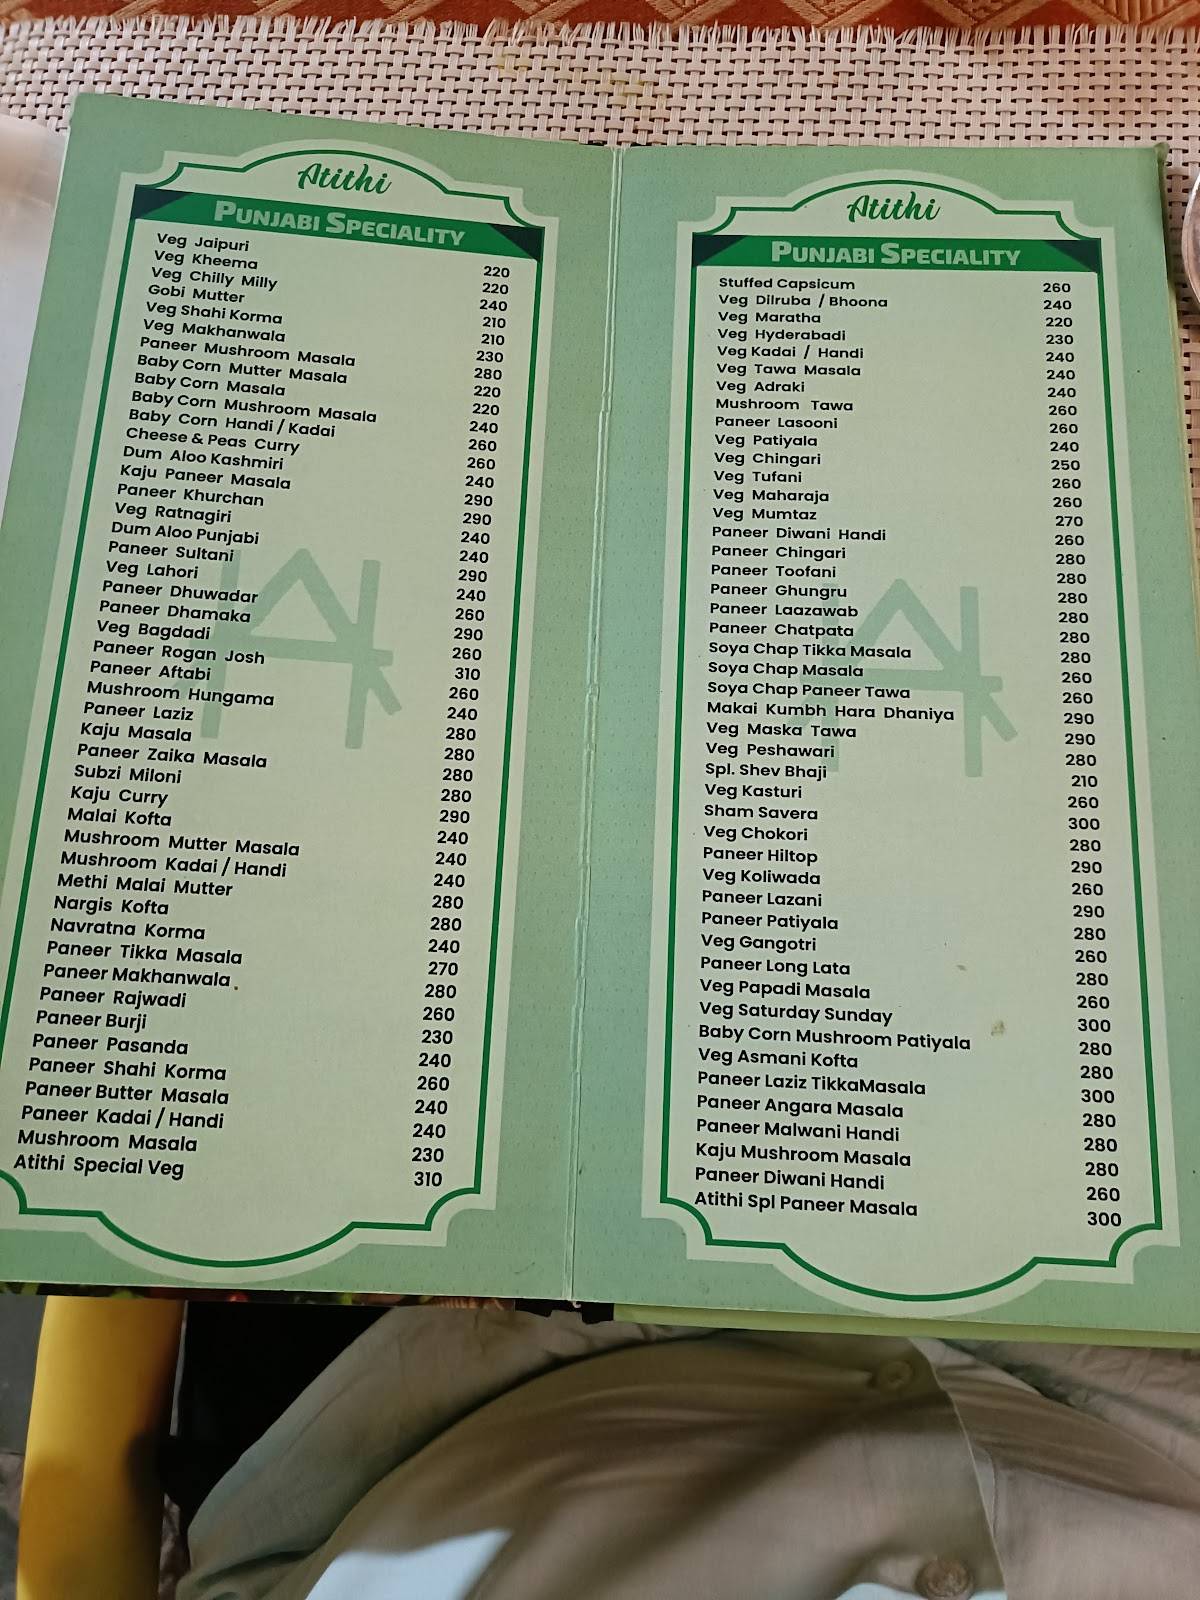 Atithi
Punjabi Speciality
Veg Jaipuri 220
Veg Kheema 220
Veg Chilly Milly 240
Gobi Mutter 210
Veg Shahi Korma 210
Veg Makhanwala 230
Paneer Mushroom Masala 280
Baby Corn Mutter Masala 220
Baby Corn Masala 220
Baby Corn Mushroom Masala 240
Baby Corn Handi / Kadai 260
Cheese & Peas Curry 260
Dum Aloo Kashmiri 240
Kaju Paneer Masala 290
Paneer Khurchan 290
Veg Ratnagiri 240
Dum Aloo Punjabi 240
Paneer Sultani 290
Veg Lahori 240
Paneer Dhuwadar 260
Paneer Dhamaka 290
Veg Bagdadi 260
Paneer Rogan Josh 310
Paneer Aftabi 260
Mushroom Hungama 240
Paneer Laziz 280
Kaju Masala 280
Paneer Zaika Masala 280
Subzi Miloni 280
Kaju Curry 290
Malai Kofta 240
Mushroom Mutter Masala 240
Mushroom Kadai / Handi 240
Methi Malai Mutter 280
Nargis Kofta 280
Navratna Korma 240
Paneer Tikka Masala 270
Paneer Makhanwala 280
Paneer Rajwadi 260
Paneer Burji 230
Paneer Pasanda 240
Paneer Shahi Korma 260
Paneer Butter Masala 240
Paneer Kadai / Handi 240
Mushroom Masala 230
Atithi Special Veg 310
Atithi
Punjabi Speciality
Stuffed Capsicum 260
Veg Dilruba / Bhoona 240
Veg Maratha 220
Veg Hyderabadi 230
Veg Kadai / Handi 240
Veg Tawa Masala 240
Veg Adraki 240
Mushroom Tawa 260
Paneer Lasooni 260
Veg Patiyala 240
Veg Chingari 250
Veg Tufani 260
Veg Maharaja 260
Veg Mumtaz 270
Paneer Diwani Handi 260
Paneer Chingari 280
Paneer Toofani 280
Paneer Ghungru 280
Paneer Laazawab 280
Paneer Chatpata 280
Soya Chap Tikka Masala 280
Soya Chap Masala 260
Soya Chap Paneer Tawa 260
Makai Kumbh Hara Dhaniya 290
Veg Maska Tawa 290
Veg Peshawari 280
Spl. Shev Bhaji 210
Veg Kasturi 260
Sham Savera 300
Veg Chokori 280
Paneer Hiltop 290
Veg Koliwada 260
Paneer Lazani 290
Paneer Patiyala 280
Veg Gangotri 260
Paneer Long Lata 280
Veg Papadi Masala 260
Veg Saturday Sunday 300
Baby Corn Mushroom Patiyala 280
Veg Asmani Kofta 280
Paneer Laziz TikkaMasala 300
Paneer Angara Masala 280
Paneer Malwani Handi 280
Kaju Mushroom Masala 280
Paneer Diwani Handi 260
Atithi Spl Paneer Masala 300